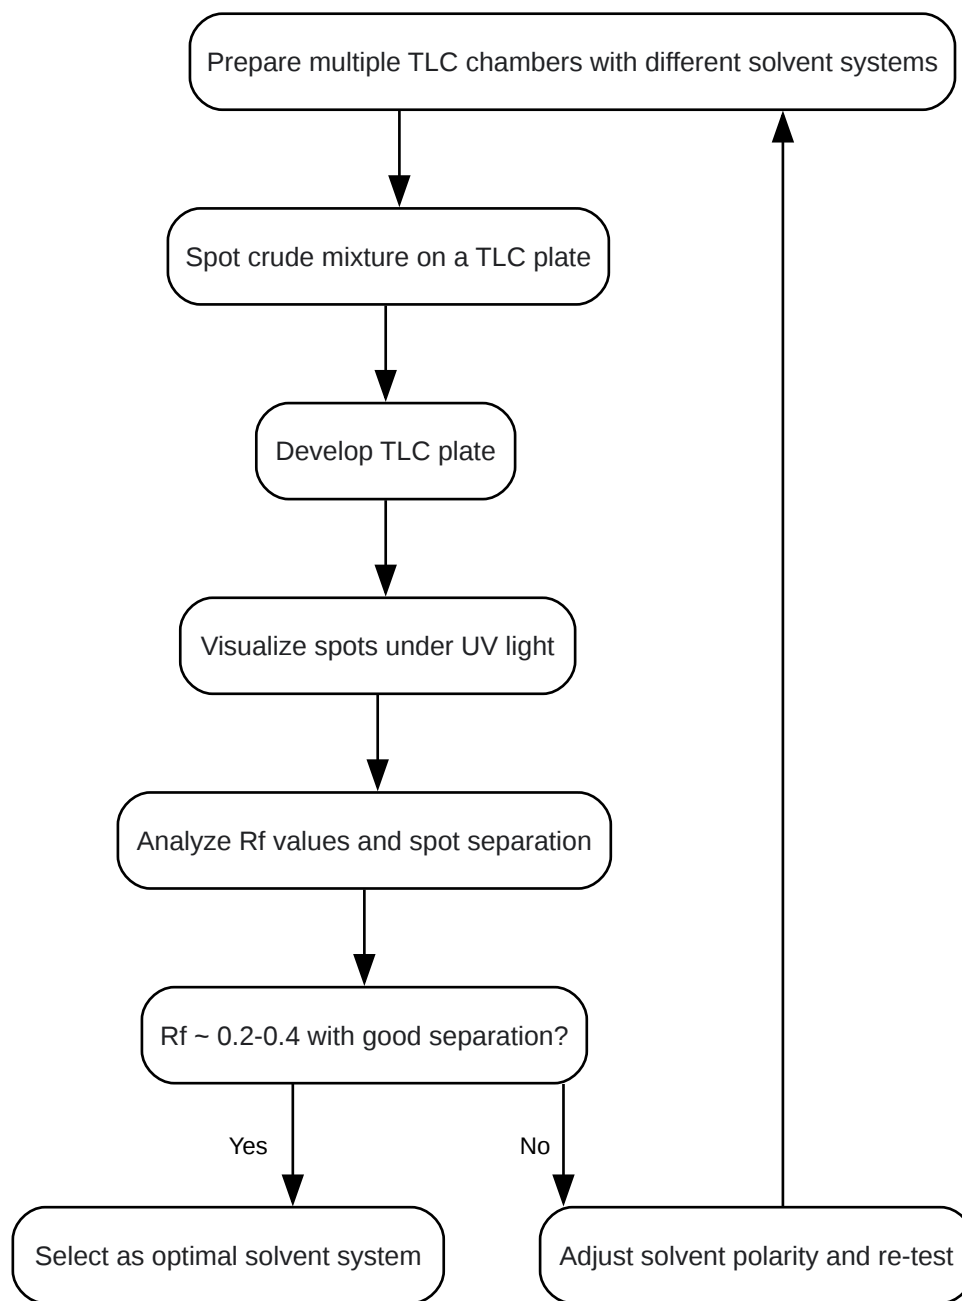 Prepare multiple TLC chambers with different solvent systems
Spot crude mixture on a TLC plate
Develop TLC plate
Visualize spots under UV light
Analyze Rf values and spot separation
Rf ~ 0.2-0.4 with good separation?
Yes
No
Select as optimal solvent system
Adjust solvent polarity and re-test